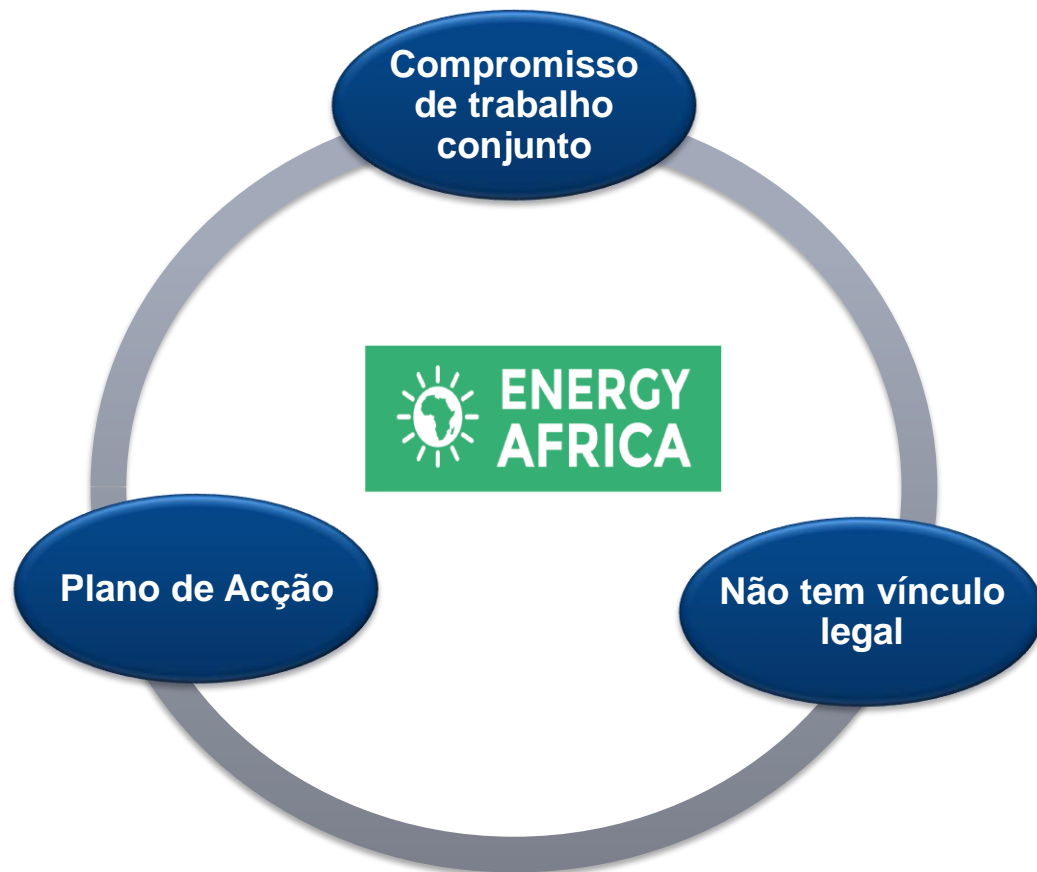 Compromisso
de trabalho
conjunto
ENERGY
AFRICA
Plano de Acção
Não tem vínculo
legal